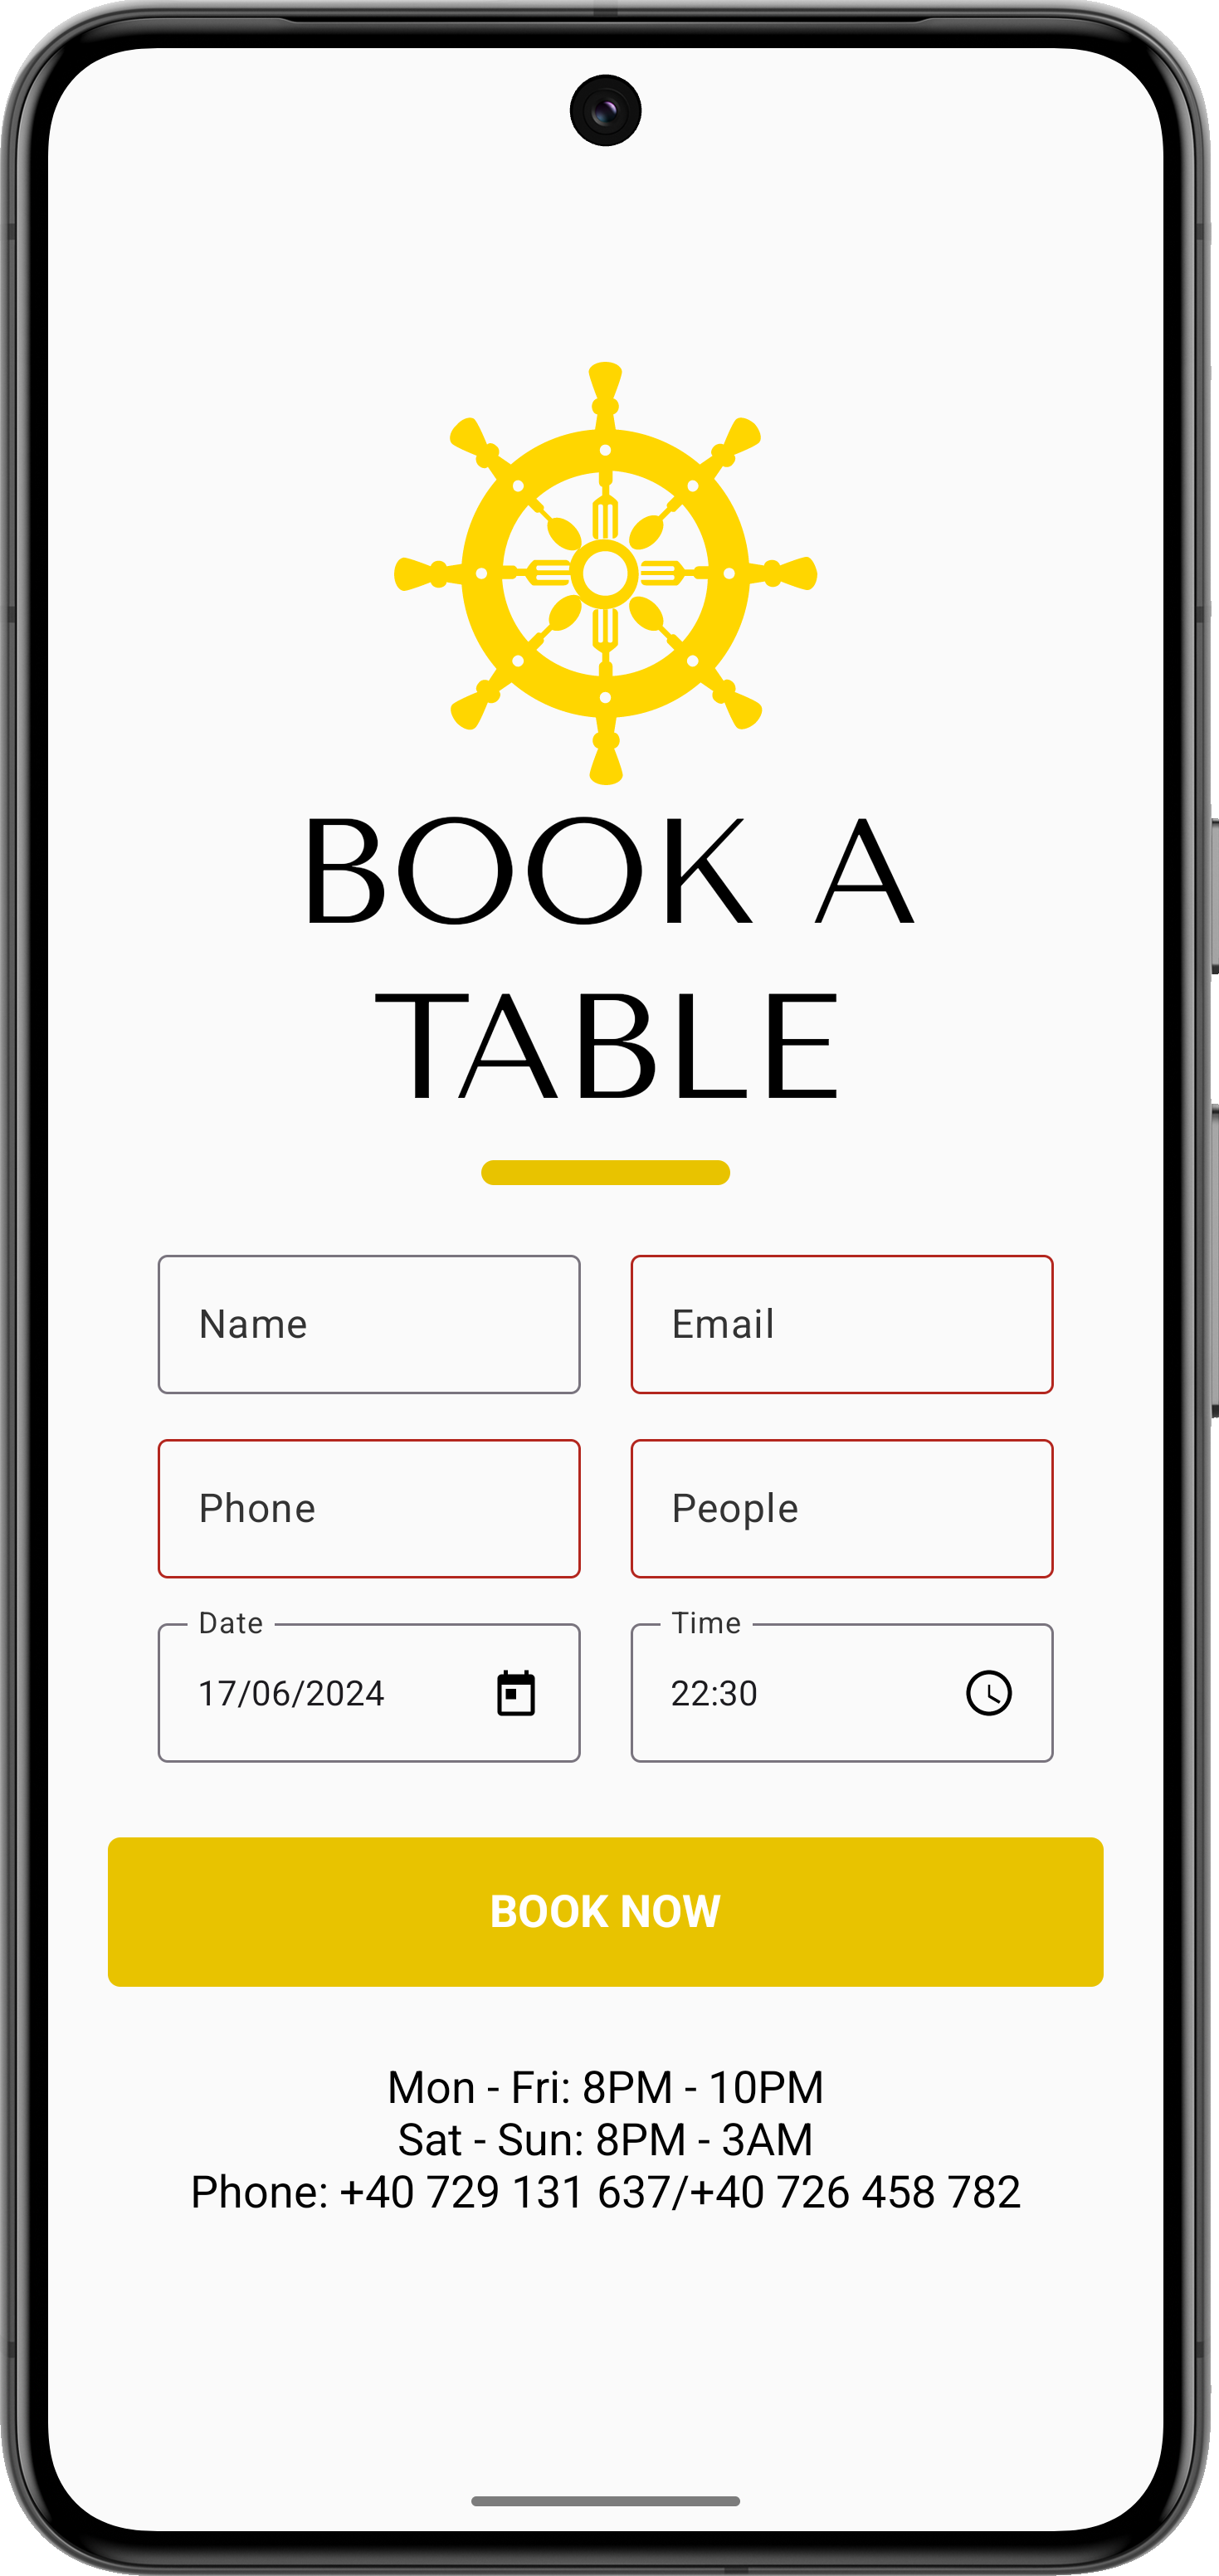 BOOK A
TABLE
Name
Email
Phone
People
Date
Time
17/06/2024
22:30
BOOK NOW
Mon - Fri: 8PM - 10PM
Sat - Sun: 8PM - 3AM
Phone: +40 729 131 637/+40 726 458 782